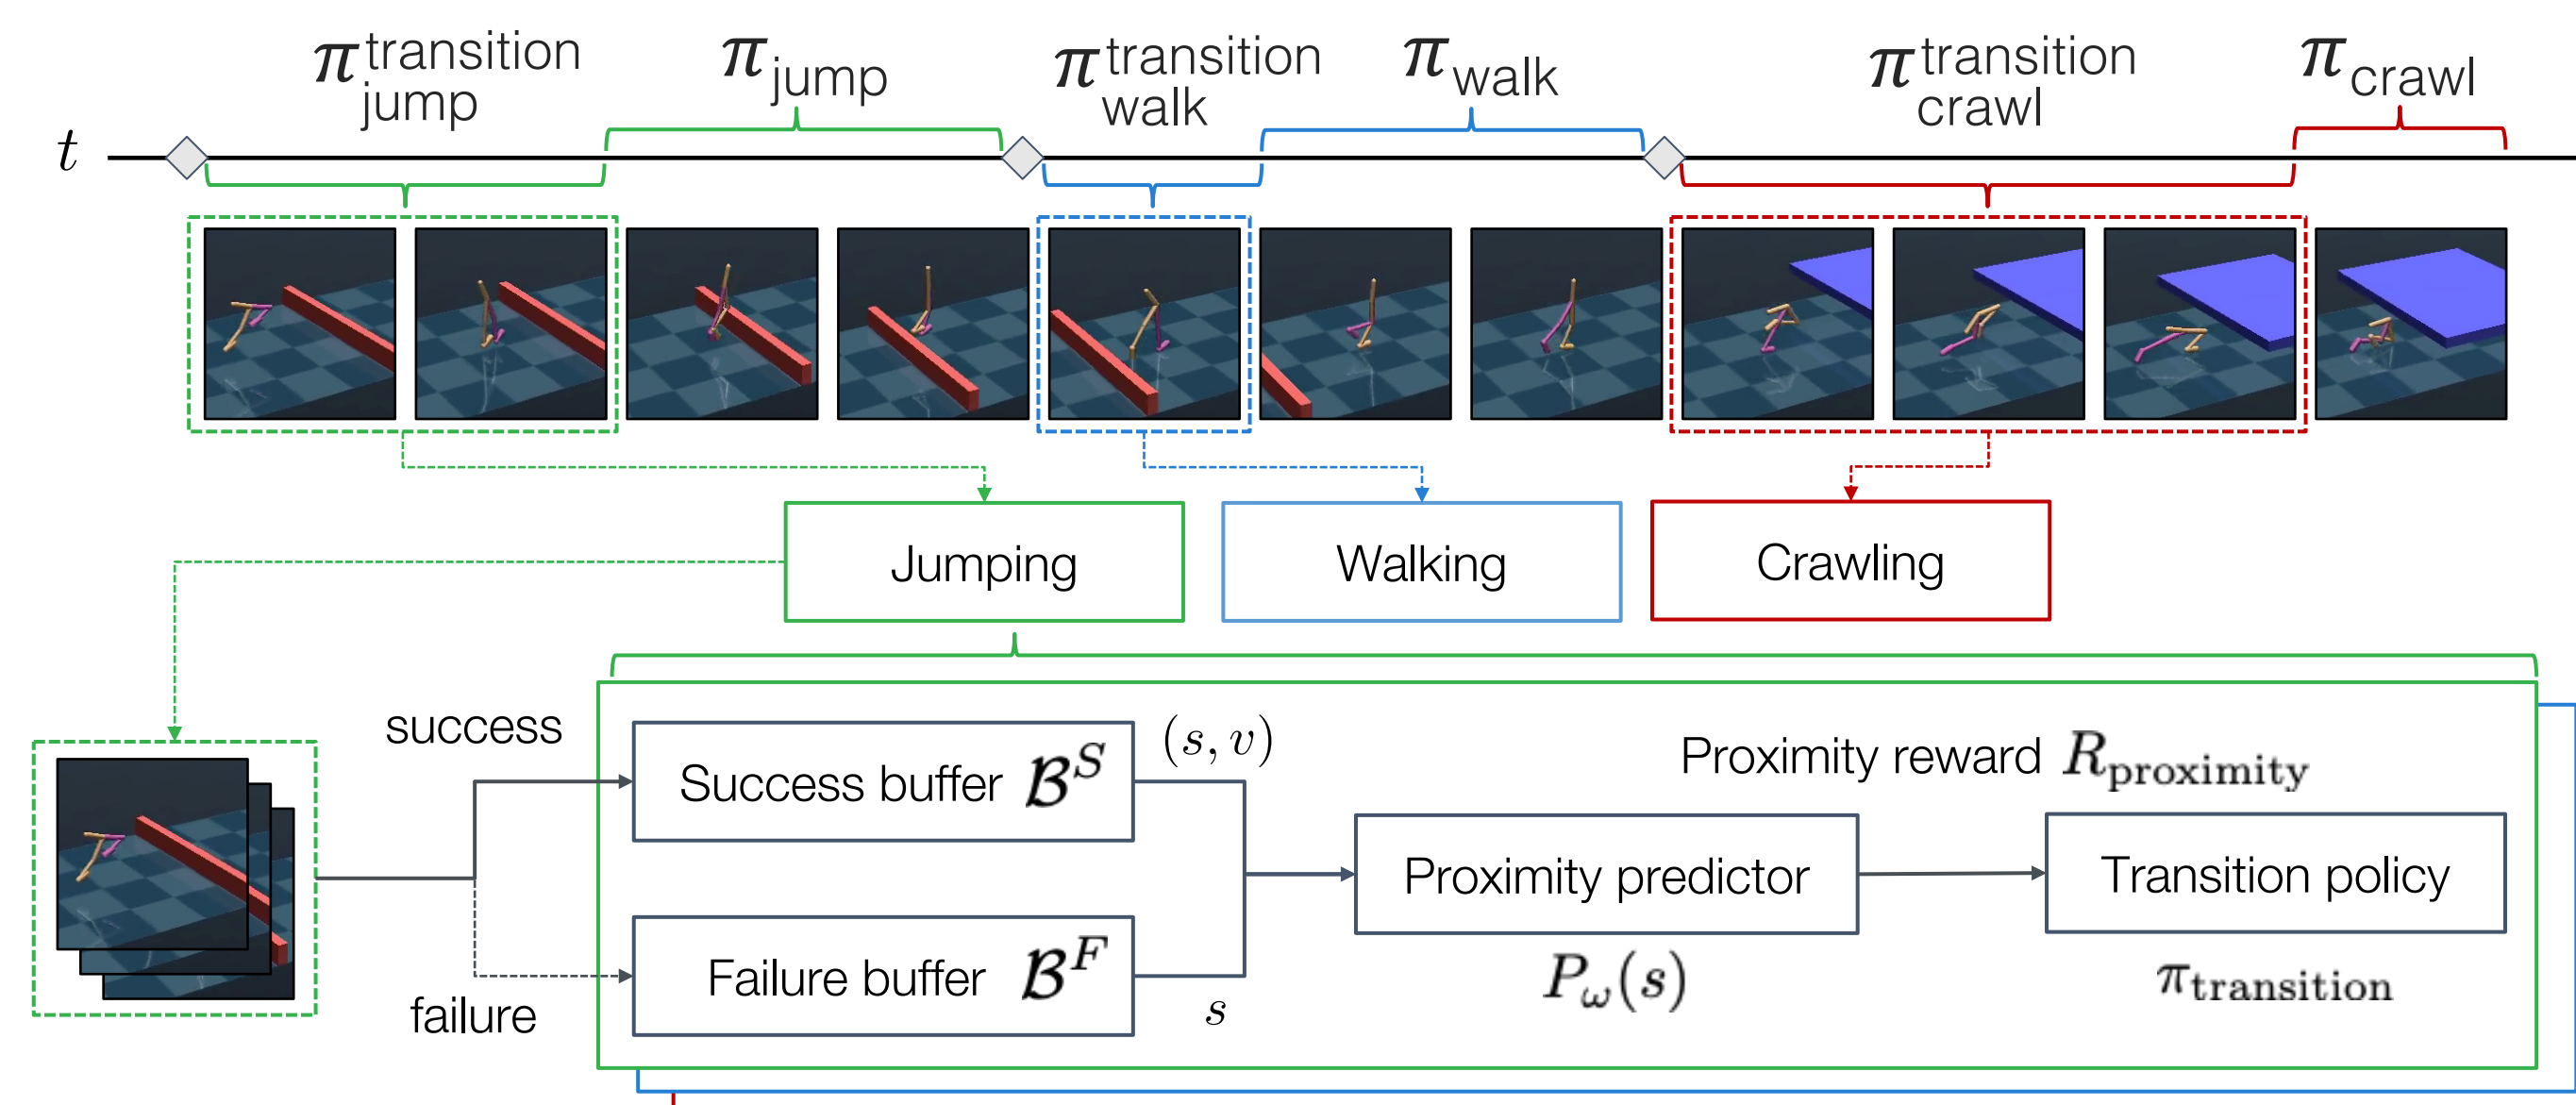 π transition jump
π jump
π transition walk
π walk
π transition crawl
π crawl
t
Jumping
Walking
Crawling
success
failure
Success buffer 𝓑^S
(s, v)
Failure buffer 𝓑^F
s
Proximity predictor
P_ω(s)
Proximity reward R_proximity
Transition policy
π_transition